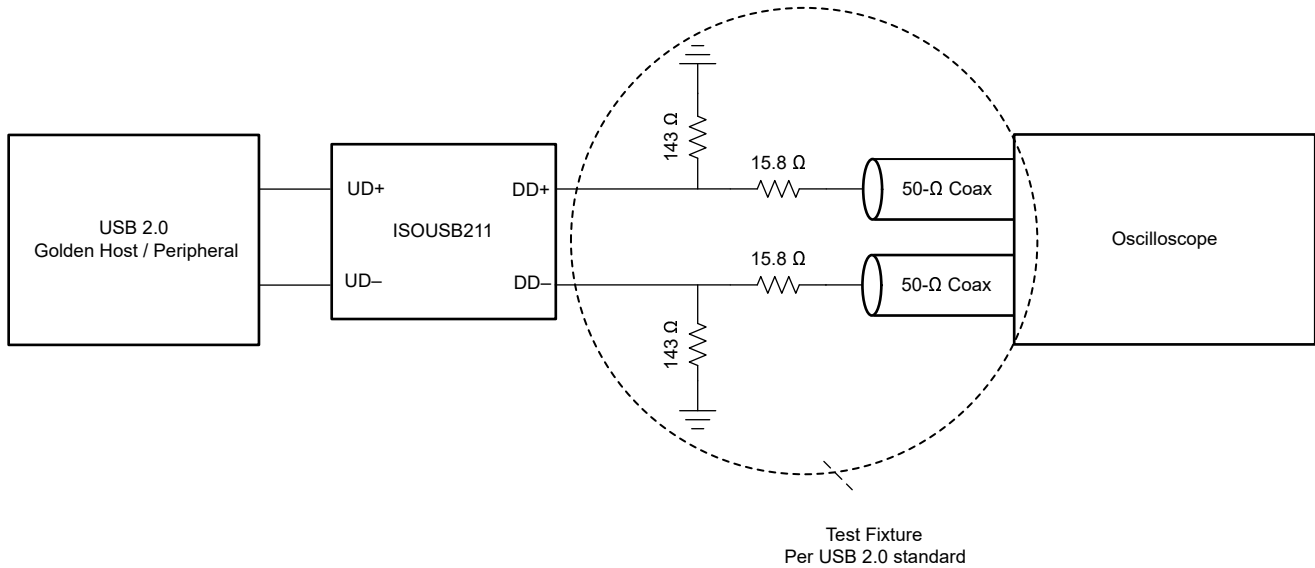 143 Ω
15.8 Ω
UD+
DD+
50-Ω Coax
USB 2.0
Golden Host / Peripheral
ISOUSB211
Oscilloscope
15.8 Ω
UD–
DD–
50-Ω Coax
143 Ω
Test Fixture
Per USB 2.0 standard